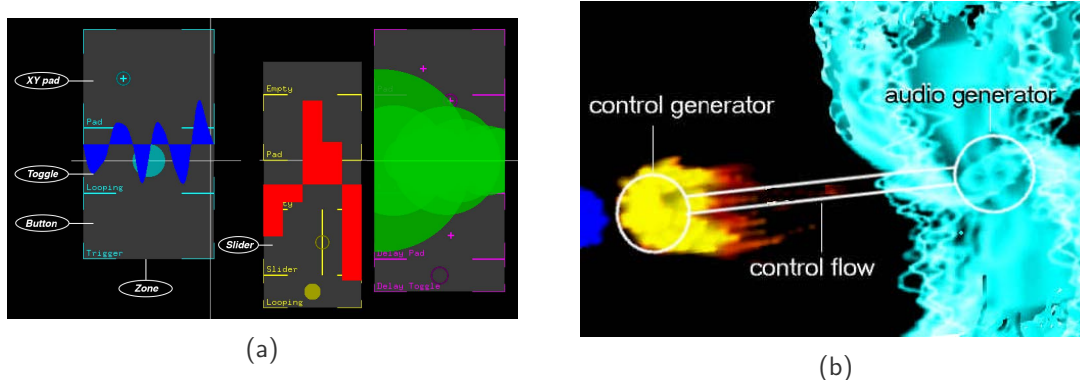 XY pad
Pad
Toggle
Looping
Button
Trigger
Zone
Empty
Pad
Slider
Slider
Looping
Delay Pad
Delay Toggle
(a)
control generator
audio generator
control flow
(b)